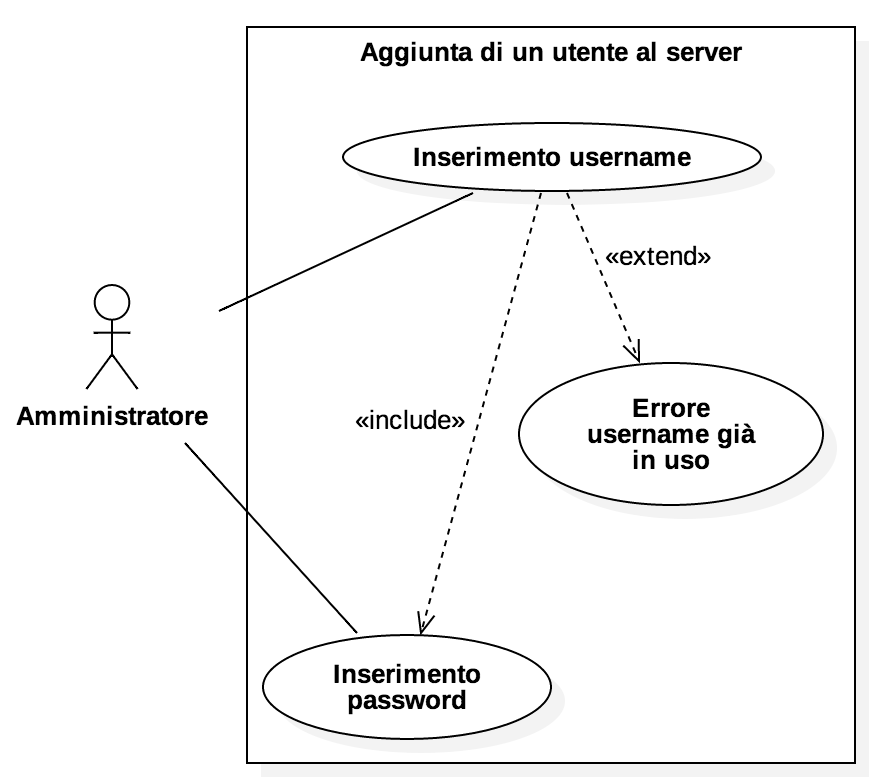 Aggiunta di un utente al server
Inserimento username
«extend»
Errore
username già
in uso
Amministratore
«include»
Inserimento
password